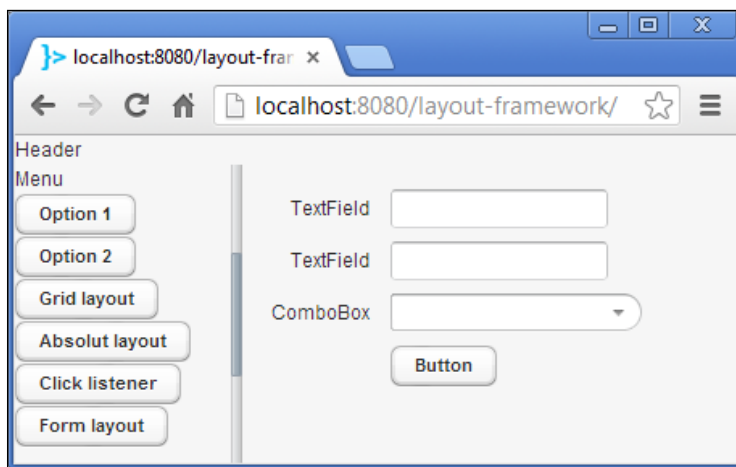 }> localhost:8080/layout-fran
localhost:8080/layout-framework/
Header
Menu
Option 1
Option 2
Grid layout
Absolut layout
Click listener
Form layout
TextField
TextField
ComboBox
Button